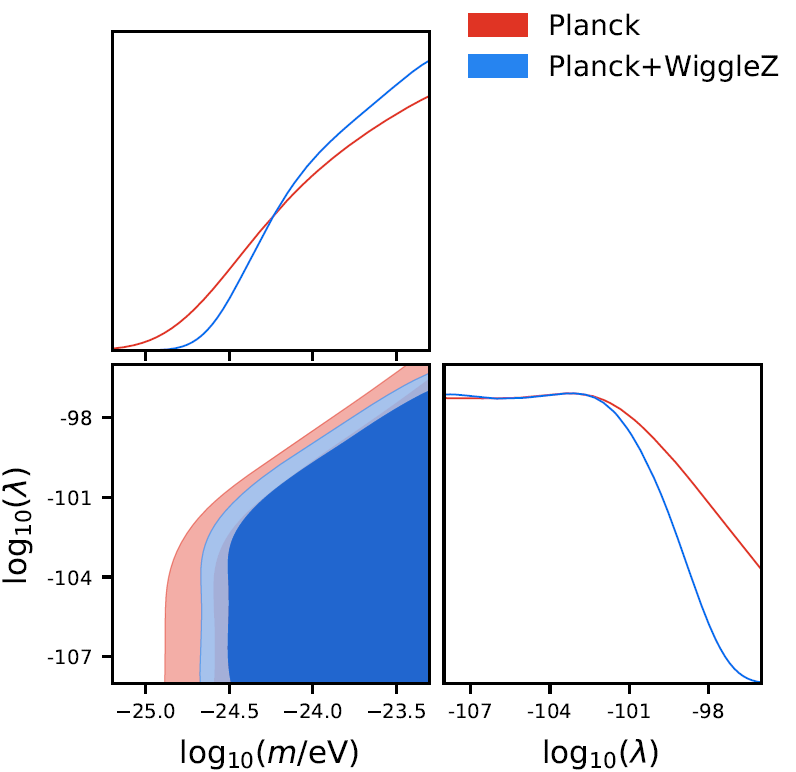 Planck
Planck+WiggleZ
-98
-101
-104
-107
log₁₀(λ)
−25.0 −24.5 −24.0 −23.5
log₁₀(m/eV)
-107 -104 -101 -98
log₁₀(λ)